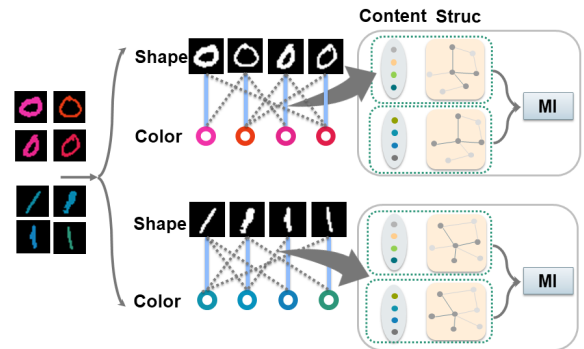 Content Struc
Shape
MI
Color
Shape
MI
Color